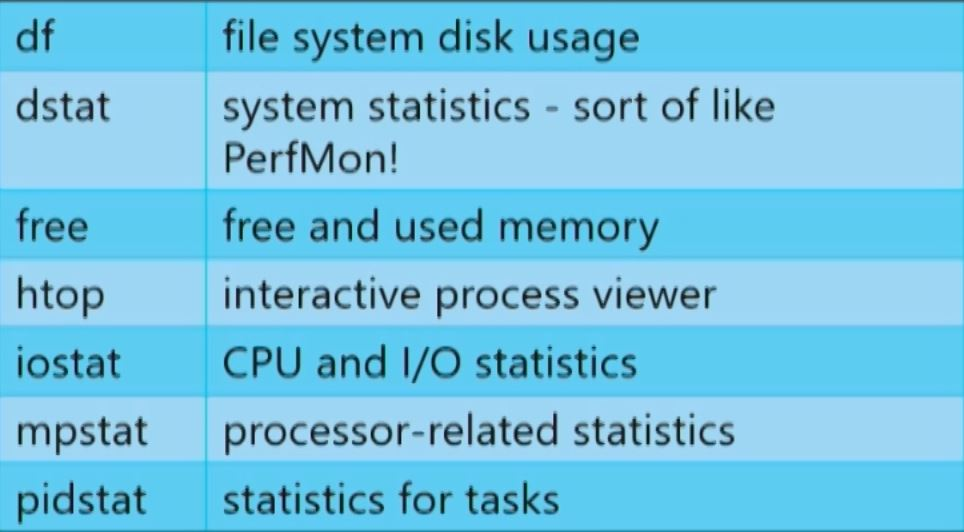 df file system disk usage
dstat system statistics - sort of like
PerfMon!
free free and used memory
htop interactive process viewer
iostat CPU and I/O statistics
mpstat processor-related statistics
pidstat statistics for tasks